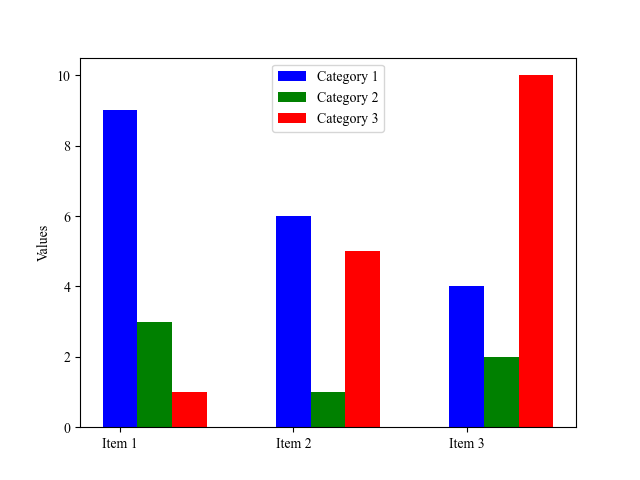 Category 1
Category 2
Category 3
Values
10
8
6
4
2
0
Item 1
Item 2
Item 3